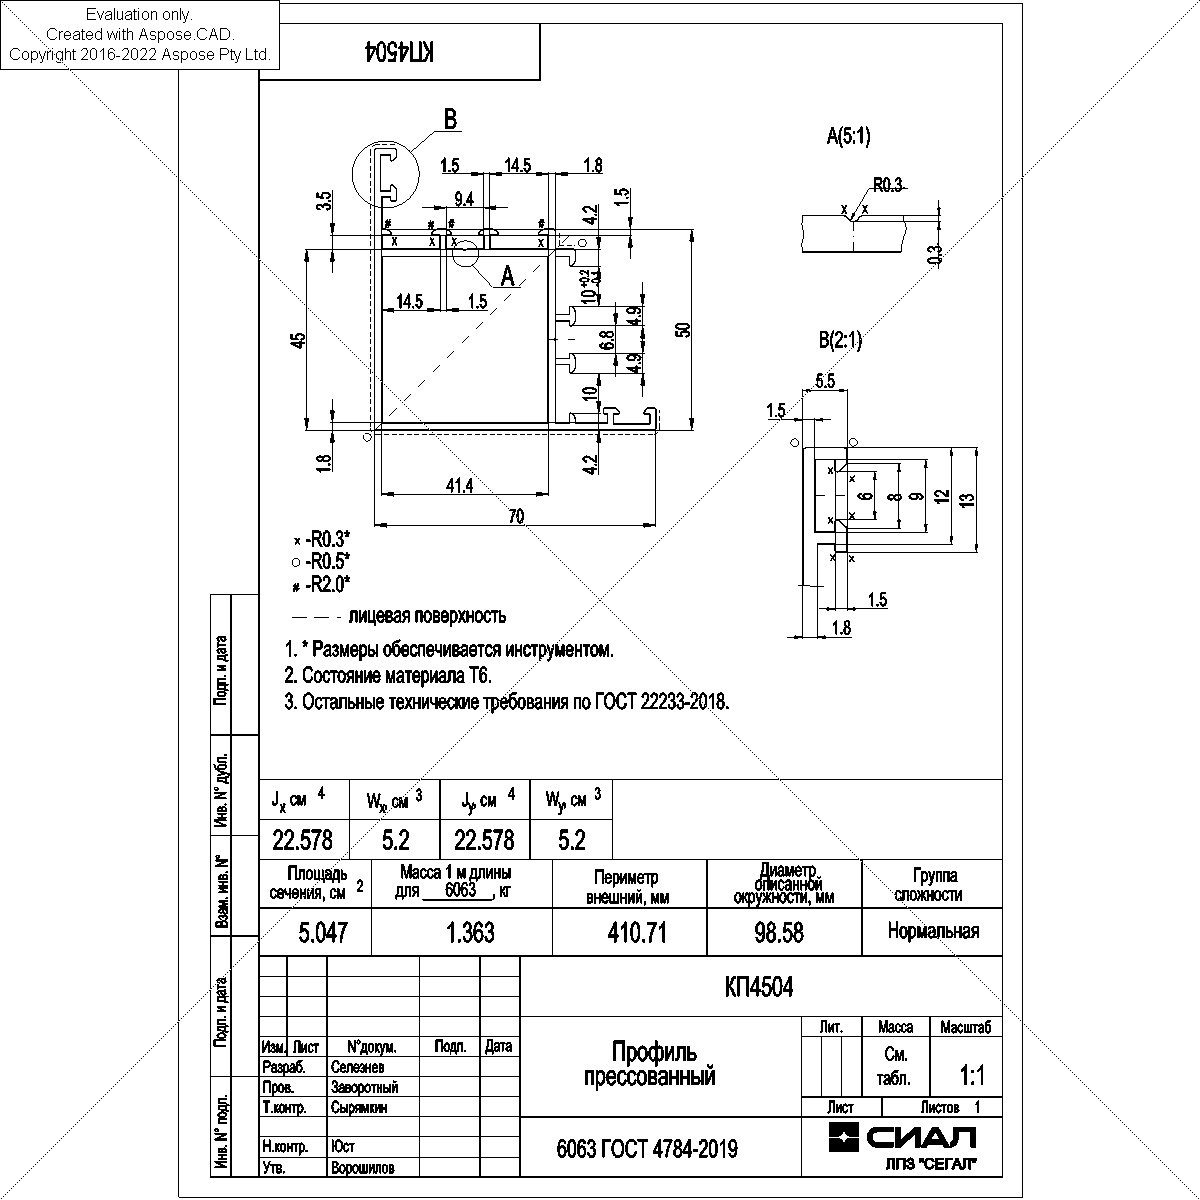 Evaluation only.
Created with Aspose.CAD.
Copyright 2016-2022 Aspose Pty Ltd.
КП4504
B
A(5:1)
R0.3
x x
0.3
1.5 14.5 1.8
9.4
3.5
1.5
4.2
# # # #
x x x x
A
10 +0.2 -0.1
14.5 1.5
45
6.8
4.9
4.9
50
10
1.8
4.2
41.4
70
B(2:1)
5.5
1.5
6
8
9
12
13
1.5
1.8
x -R0.3*
○ -R0.5*
# -R2.0*
— — - лицевая поверхность
1. * Размеры обеспечивается инструментом.
2. Состояние материала Т6.
3. Остальные технические требования по ГОСТ 22233-2018.
Подп. и дата
Инв. N° дубл.
Взам. инв. N°
Подп. и дата
Инв. N° подл.
Jx см 4 Wx, см 3 Jy, см 4 Wy, см 3
22.578 5.2 22.578 5.2
Площадь сечения, см 2
Масса 1 м длины
для 6063, кг
Периметр
внешний, мм
Диаметр
описанной
окружности, мм
Группа
сложности
5.047 1.363 410.71 98.58 Нормальная
КП4504
Изм. Лист N°докум. Подп. Дата
Разраб. Селезнев
Пров. Заворотный
Т.контр. Сырямкин
Н.контр. Юст
Утв. Ворошилов
Профиль
прессованный
Лит. Масса Масштаб
См.
табл.
1:1
Лист Листов 1
6063 ГОСТ 4784-2019
СИАЛ
ЛПЗ "СЕГАЛ"